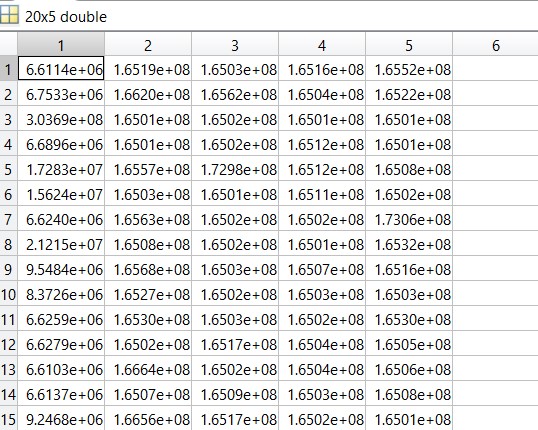 20x5 double
1 2 3 4 5 6
1 6.6114e+06 1.6519e+08 1.6503e+08 1.6516e+08 1.6552e+08
2 6.7533e+06 1.6620e+08 1.6562e+08 1.6504e+08 1.6522e+08
3 3.0369e+08 1.6501e+08 1.6502e+08 1.6501e+08 1.6501e+08
4 6.6896e+06 1.6501e+08 1.6502e+08 1.6512e+08 1.6501e+08
5 1.7283e+07 1.6557e+08 1.7298e+08 1.6512e+08 1.6508e+08
6 1.5624e+07 1.6503e+08 1.6501e+08 1.6511e+08 1.6502e+08
7 6.6240e+06 1.6563e+08 1.6502e+08 1.6502e+08 1.7306e+08
8 2.1215e+07 1.6508e+08 1.6502e+08 1.6501e+08 1.6532e+08
9 9.5484e+06 1.6568e+08 1.6503e+08 1.6507e+08 1.6516e+08
10 8.3726e+06 1.6527e+08 1.6502e+08 1.6503e+08 1.6503e+08
11 6.6259e+06 1.6530e+08 1.6503e+08 1.6502e+08 1.6530e+08
12 6.6279e+06 1.6502e+08 1.6517e+08 1.6504e+08 1.6505e+08
13 6.6103e+06 1.6664e+08 1.6502e+08 1.6504e+08 1.6506e+08
14 6.6137e+06 1.6507e+08 1.6509e+08 1.6503e+08 1.6508e+08
15 9.2468e+06 1.6656e+08 1.6517e+08 1.6502e+08 1.6501e+08